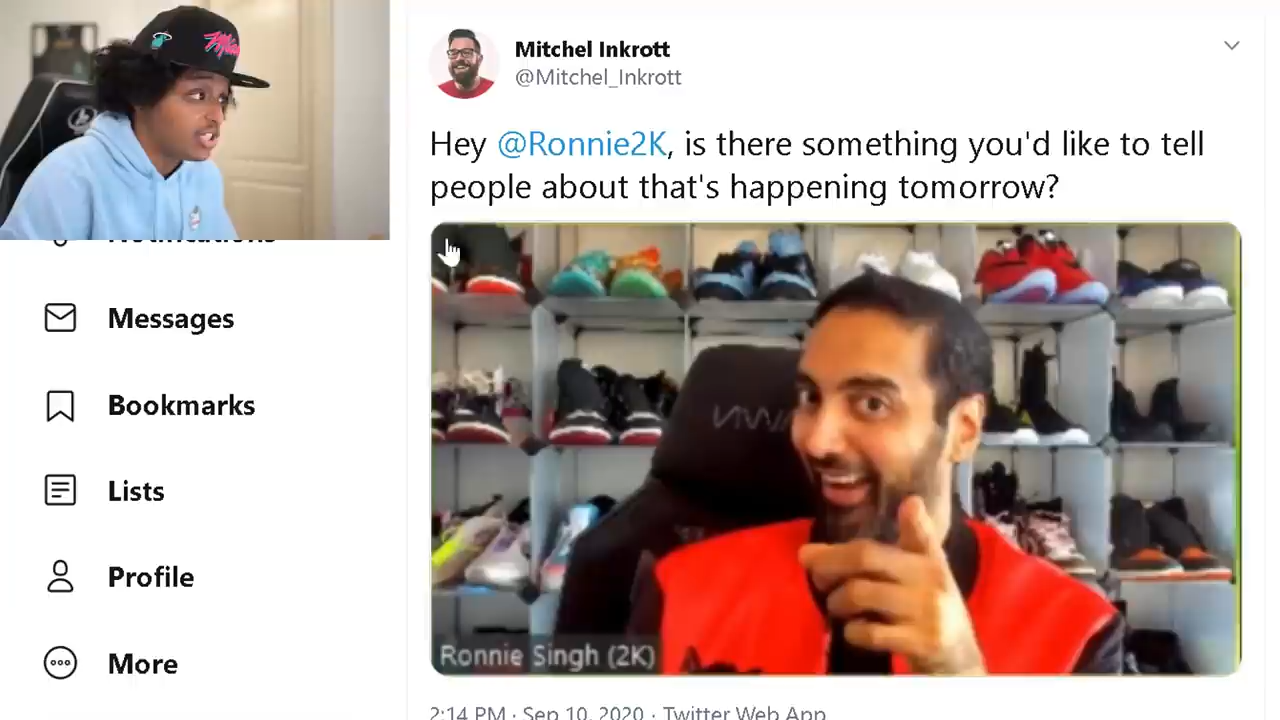 Mitchel Inkrott
@Mitchel_Inkrott
Hey @Ronnie2K, is there something you'd like to tell
people about that's happening tomorrow?
Ronnie Singh (2K)
2:14 PM · Sep 10, 2020 · Twitter Web App
Notifications
Messages
Bookmarks
Lists
Profile
More